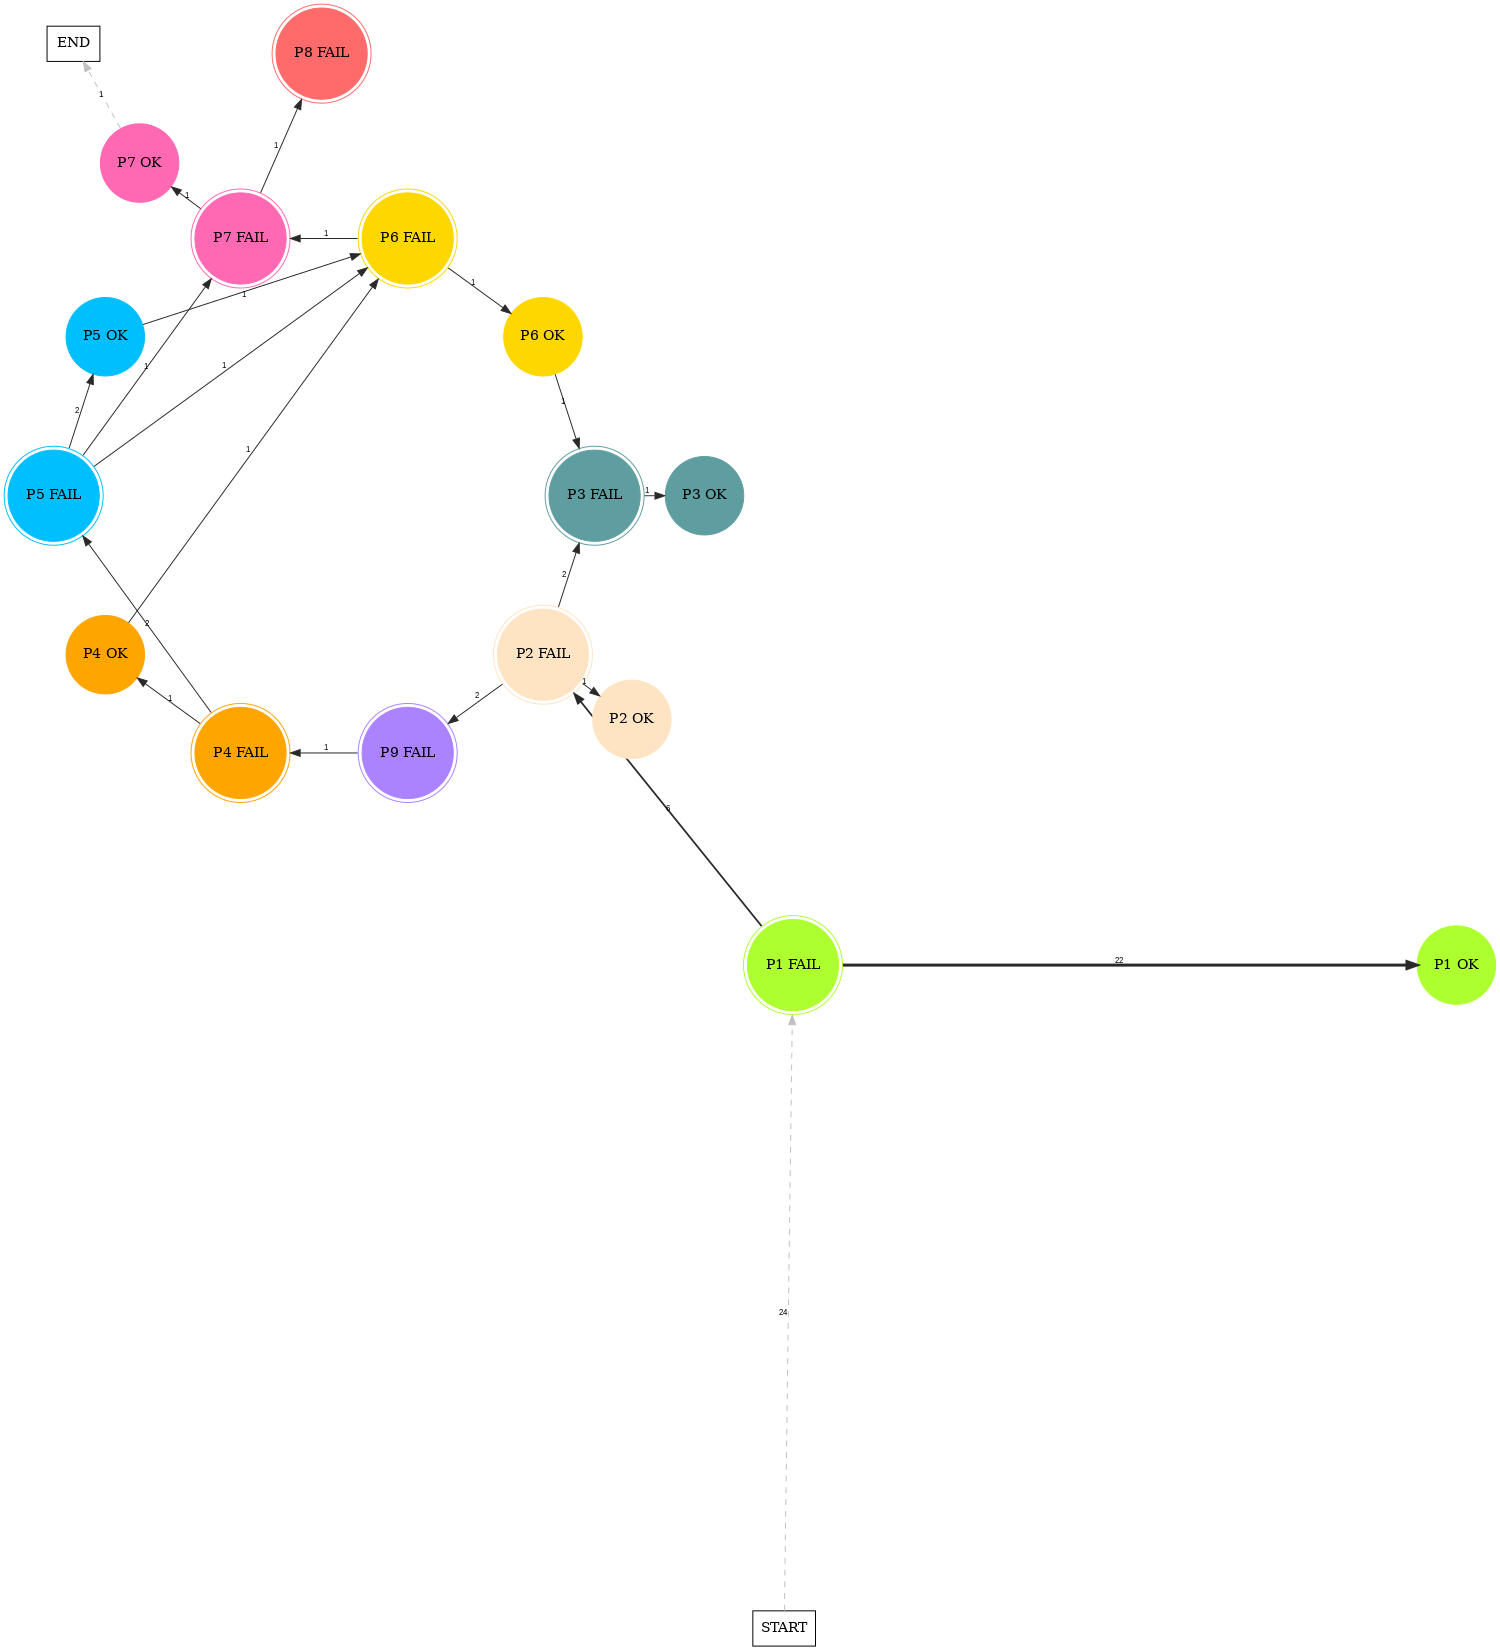 P8 FAIL
END
1
1
P7 OK
1
P7 FAIL
1
P6 FAIL
1
1
P5 OK
P6 OK
1
1
2
1
1
P5 FAIL
P3 FAIL
1
P3 OK
2
2
P4 OK
P2 FAIL
1
1
2
P2 OK
P4 FAIL
1
P9 FAIL
6
P1 FAIL
22
P1 OK
24
START